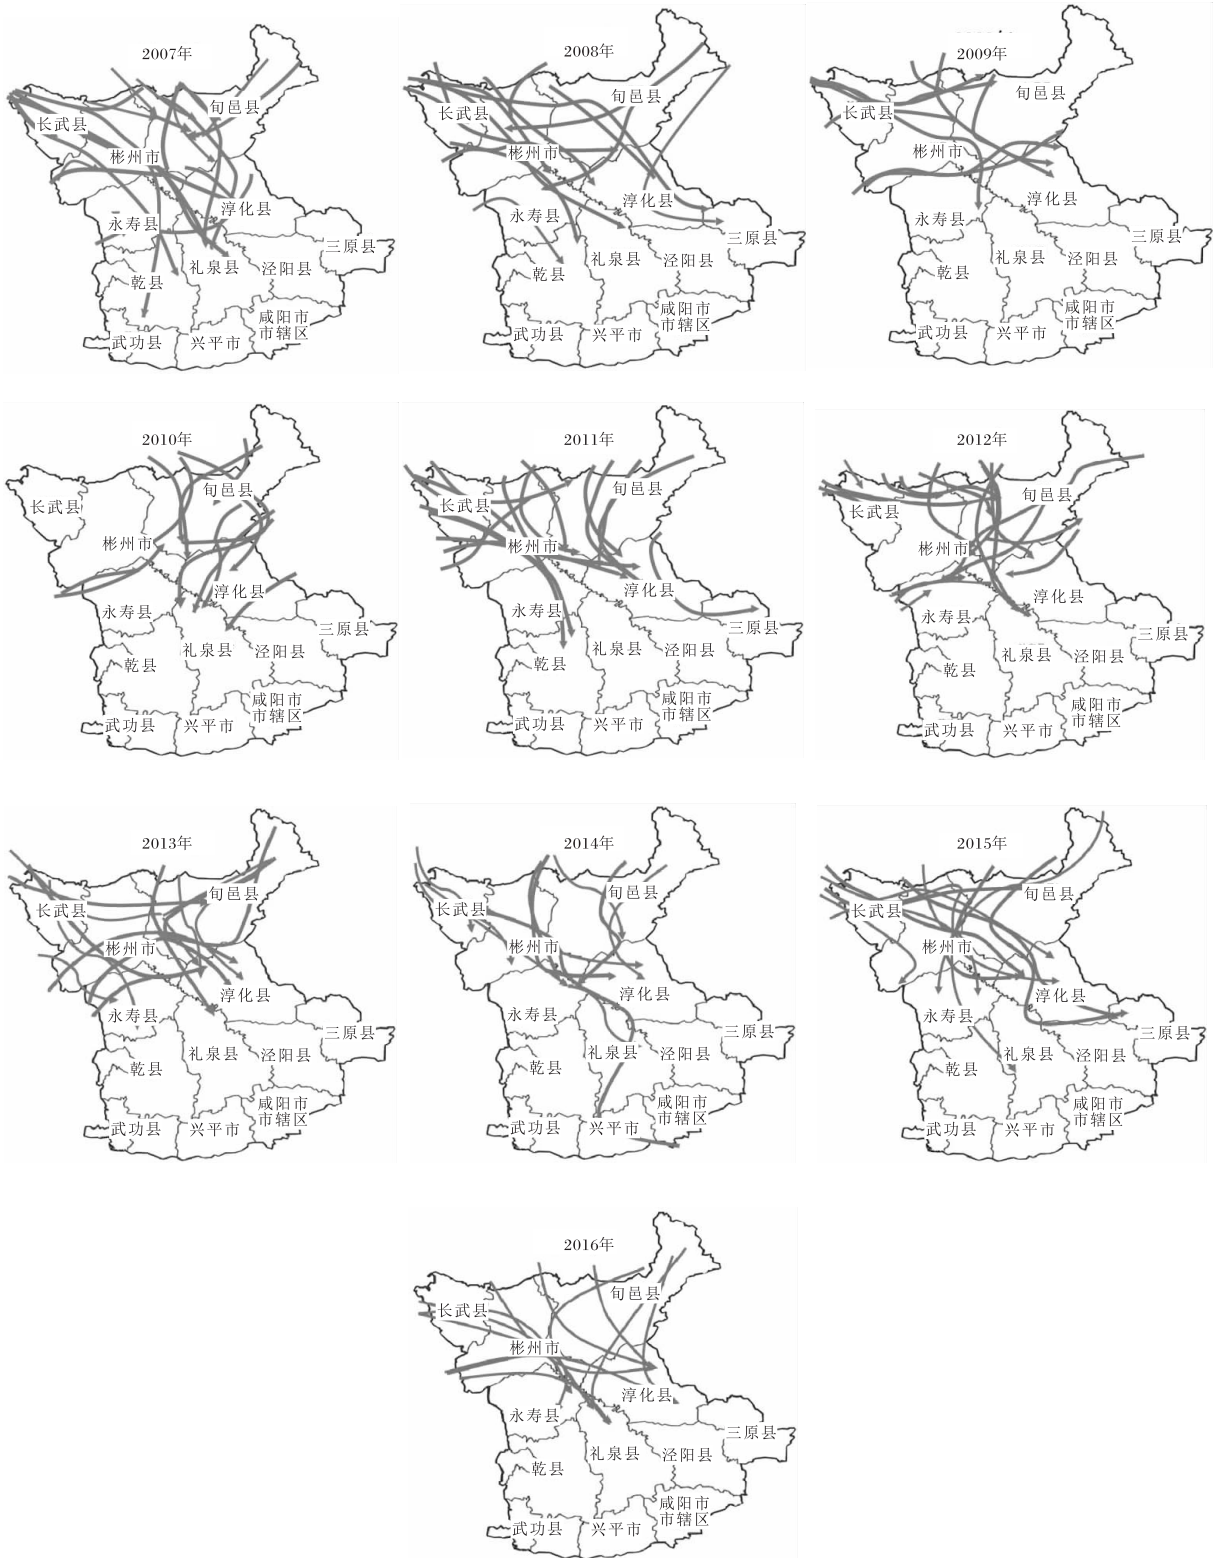 2007年
旬邑县
长武县
彬州市
淳化县
永寿县
三原县
礼泉县
泾阳县
乾县
咸阳市
市辖区
武功县
兴平市
2008年
旬邑县
长武县
彬州市
淳化县
永寿县
三原县
礼泉县
泾阳县
乾县
咸阳市
市辖区
武功县
兴平市
2009年
旬邑县
长武县
彬州市
淳化县
永寿县
三原县
礼泉县
泾阳县
乾县
咸阳市
市辖区
武功县
兴平市
2010年
旬邑县
长武县
彬州市
淳化县
永寿县
三原县
礼泉县
泾阳县
乾县
咸阳市
市辖区
武功县
兴平市
2011年
旬邑县
长武县
彬州市
淳化县
永寿县
三原县
礼泉县
泾阳县
乾县
咸阳市
市辖区
武功县
兴平市
2012年
旬邑县
长武县
彬州市
淳化县
永寿县
三原县
礼泉县
泾阳县
乾县
咸阳市
市辖区
武功县
兴平市
2013年
旬邑县
长武县
彬州市
淳化县
永寿县
三原县
礼泉县
泾阳县
乾县
咸阳市
市辖区
武功县
兴平市
2014年
旬邑县
长武县
彬州市
淳化县
永寿县
三原县
礼泉县
泾阳县
乾县
咸阳市
市辖区
武功县
兴平市
2015年
旬邑县
长武县
彬州市
淳化县
永寿县
三原县
礼泉县
泾阳县
乾县
咸阳市
市辖区
武功县
兴平市
2016年
旬邑县
长武县
彬州市
淳化县
永寿县
三原县
礼泉县
泾阳县
乾县
咸阳市
市辖区
武功县
兴平市